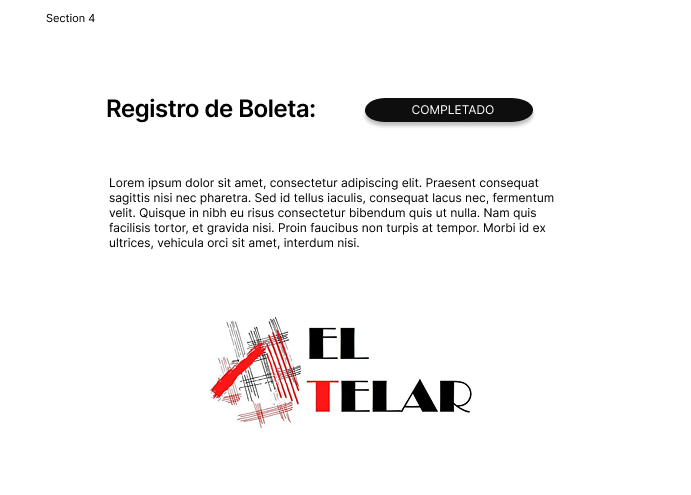 Section 4
Registro de Boleta:
COMPLETADO
Lorem ipsum dolor sit amet, consectetur adipiscing elit. Praesent consequat
sagittis nisi nec pharetra. Sed id tellus iaculis, consequat lacus nec, fermentum
velit. Quisque in nibh eu risus consectetur bibendum quis ut nulla. Nam quis
facilisis tortor, et gravida nisi. Proin faucibus non turpis at tempor. Morbi id ex
ultrices, vehicula orci sit amet, interdum nisi.
EL
TELAR